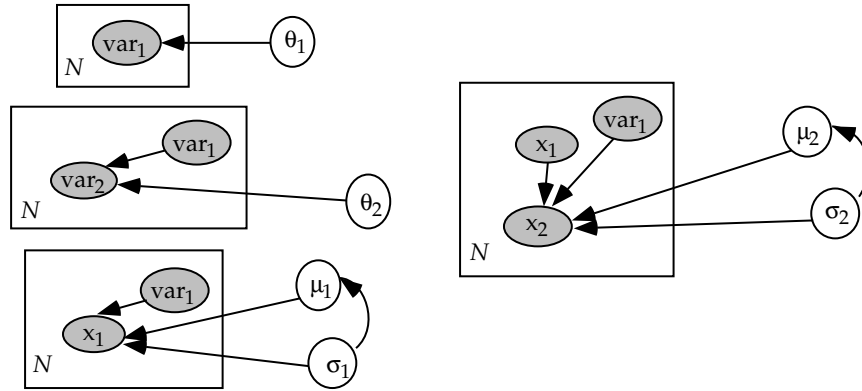 var₁ θ₁
N
var₁
var₂
θ₂
N
var₁ μ₁
x₁
N σ₁
var₁
x₁ μ₂
σ₂
x₂
N